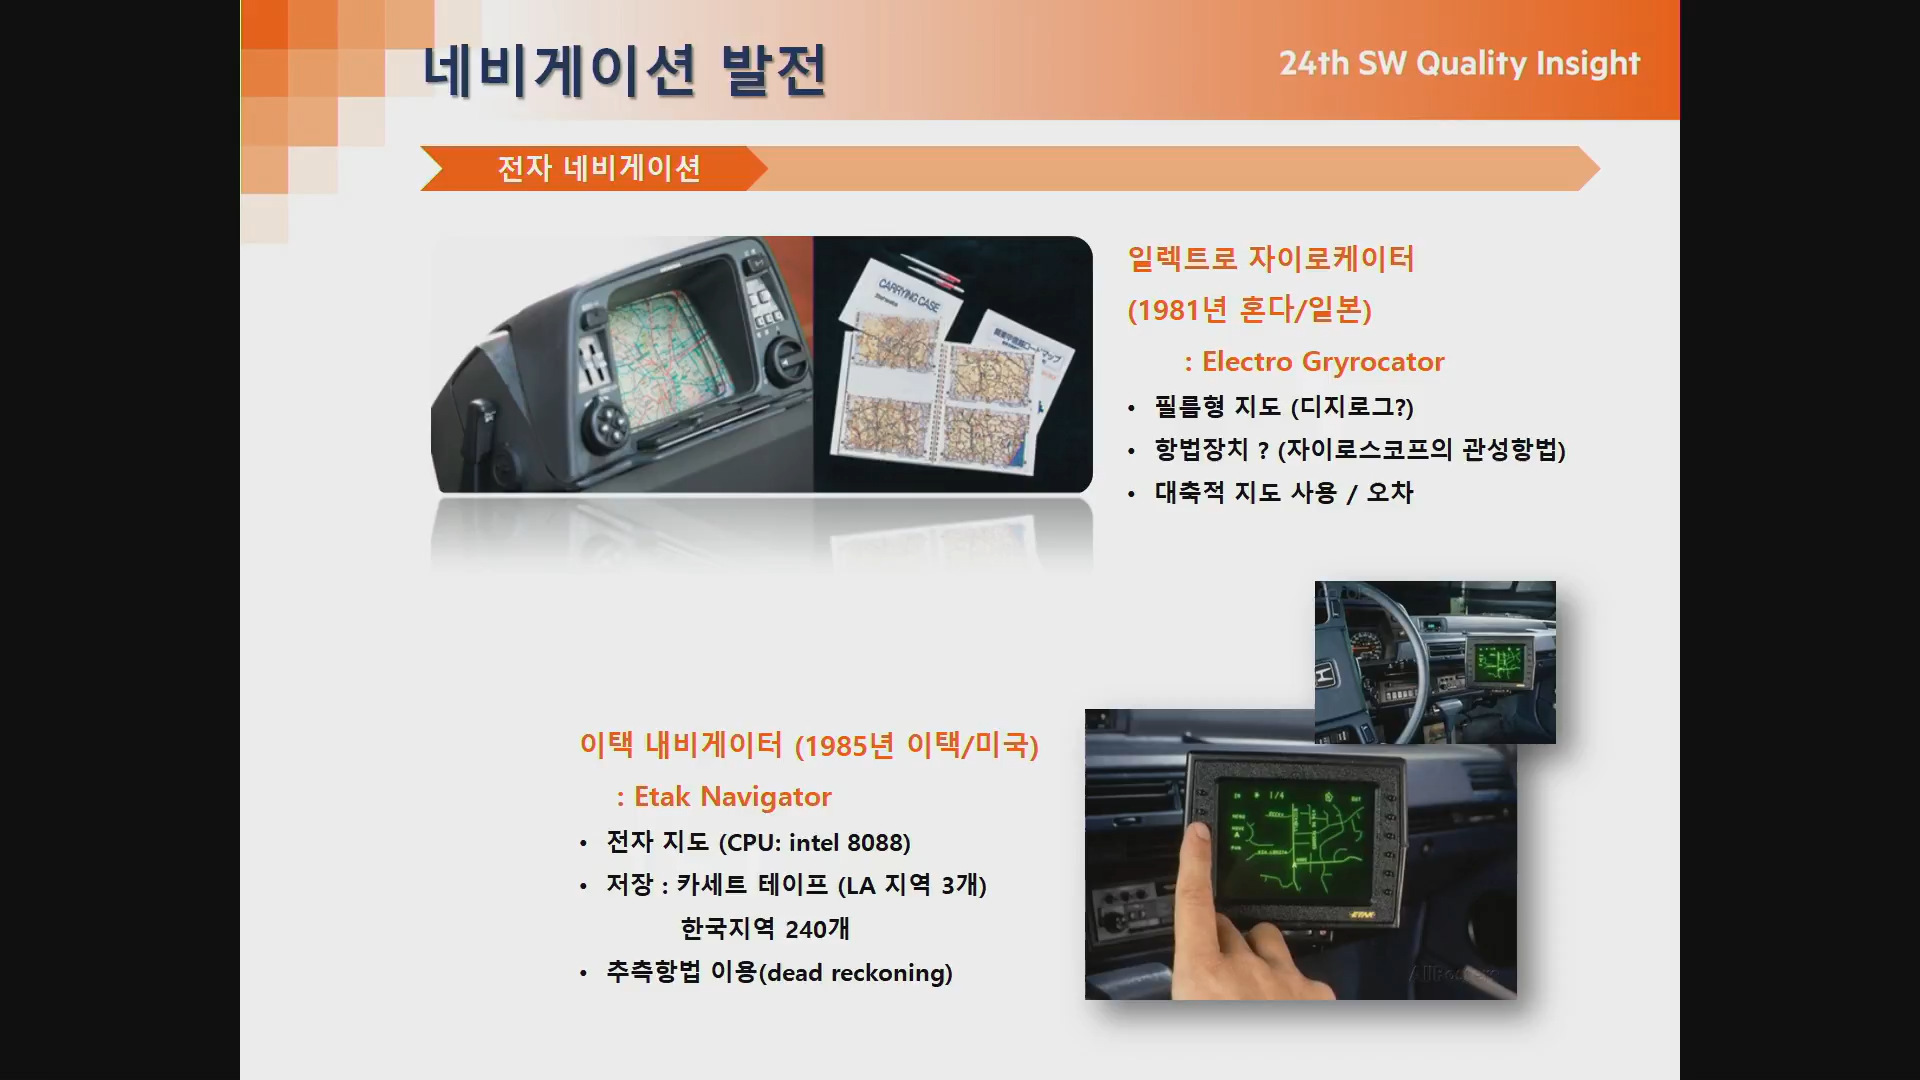 네비게이션 발전
24th SW Quality Insight
전자 네비게이션
CARRYING CASE
일렉트로 자이로케이터
(1981년 혼다/일본)
: Electro Gryrocator
• 필름형 지도 (디지로그?)
• 항법장치 ? (자이로스코프의 관성항법)
• 대축적 지도 사용 / 오차
이택 내비게이터 (1985년 이택/미국)
: Etak Navigator
• 전자 지도 (CPU: intel 8088)
• 저장 : 카세트 테이프 (LA 지역 3개)
한국지역 240개
• 추측항법 이용(dead reckoning)
1/4
ETAK